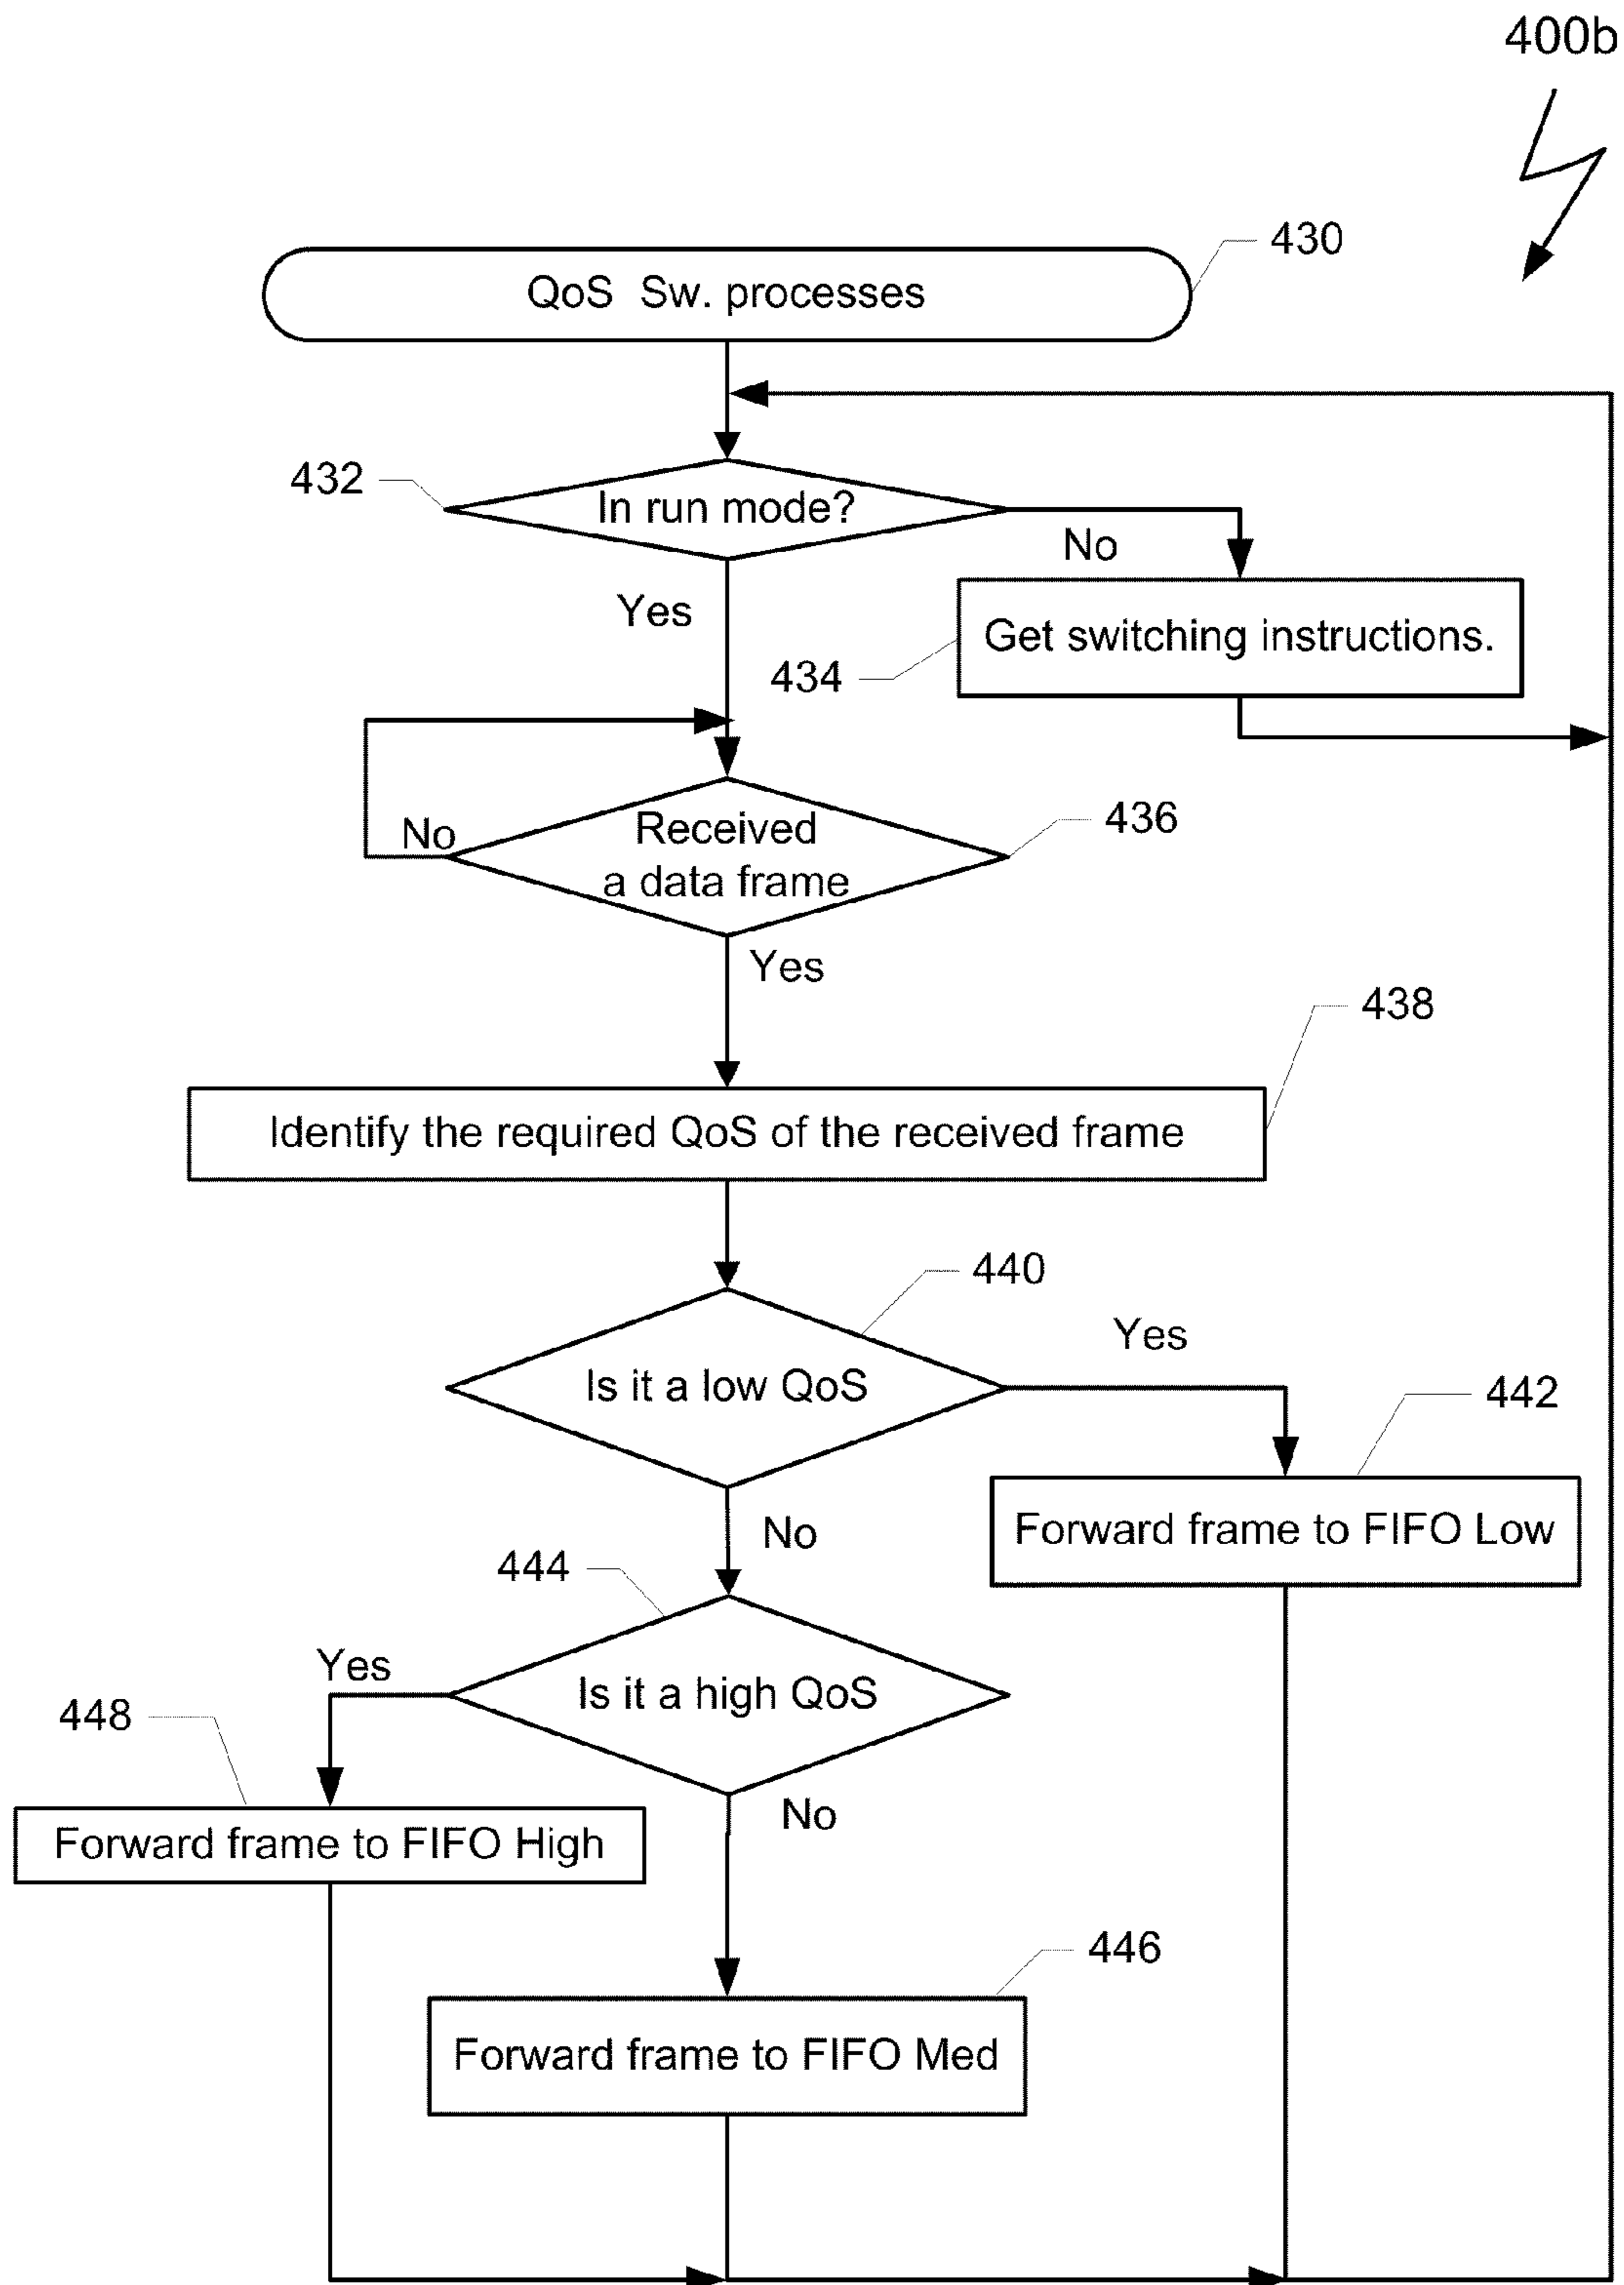 400b
430
QoS Sw. processes
432
In run mode?
No
Yes
Get switching instructions.
434
No
Received
a data frame
436
Yes
438
Identify the required QoS of the received frame
440
Yes
Is it a low QoS
442
No
Forward frame to FIFO Low
444
Yes
Is it a high QoS
448
No
Forward frame to FIFO High
446
Forward frame to FIFO Med